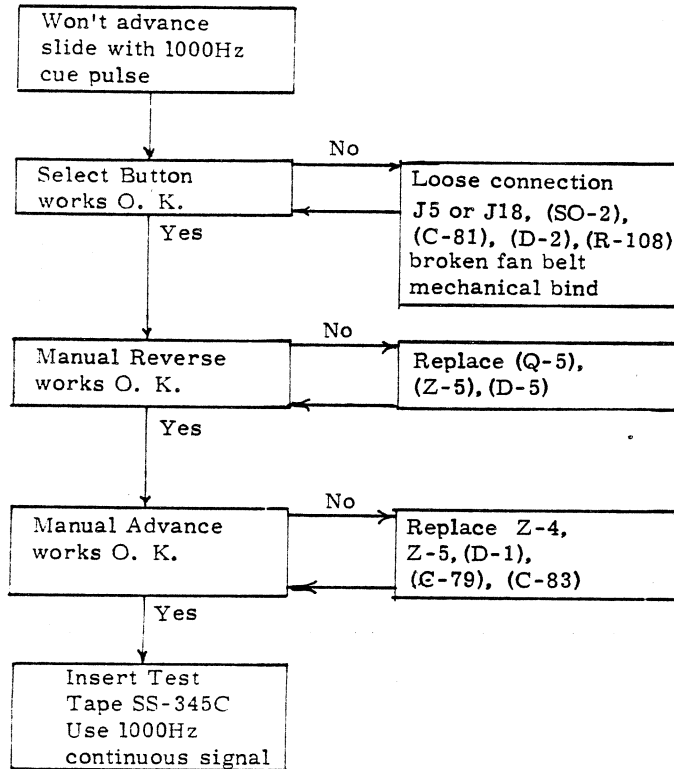 Won't advance
slide with 1000Hz
cue pulse
No
Select Button
works O. K.
Loose connection
J5 or J18, (SO-2),
(C-81), (D-2), (R-108)
broken fan belt
mechanical bind
Yes
No
Manual Reverse
works O. K.
Replace (Q-5),
(Z-5), (D-5)
Yes
No
Manual Advance
works O. K.
Replace Z-4,
Z-5, (D-1),
(C-79), (C-83)
Yes
Insert Test
Tape SS-345C
Use 1000Hz
continuous signal